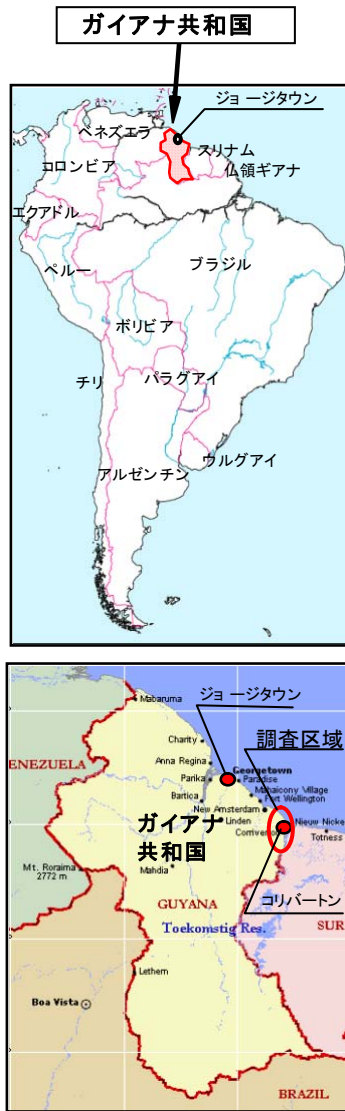 ガイアナ共和国
ジョージタウン
ベネズエラ
スリナム
コロンビア
仏領ギアナ
エクアドル
ペルー
ブラジル
ボリビア
チリ
パラグアイ
ウルグアイ
アルゼンチン
ジョージタウン
Mabaruma
調査区域
Charity
Anna Regina
Georgetown
ENEZUELA
Parika
Paradise
Mahaicony Village
Bartica
Fort Wellington
New Amsterdam
ガイアナ
共和国
Linden
Nieuw Nicke
Corriverton
Totness
Mt. Roraima
2772 m
Mahdia
コリバートン
GUYANA
Toekomstig Res.
SUR
Lethem
Boa Vista
BRAZIL